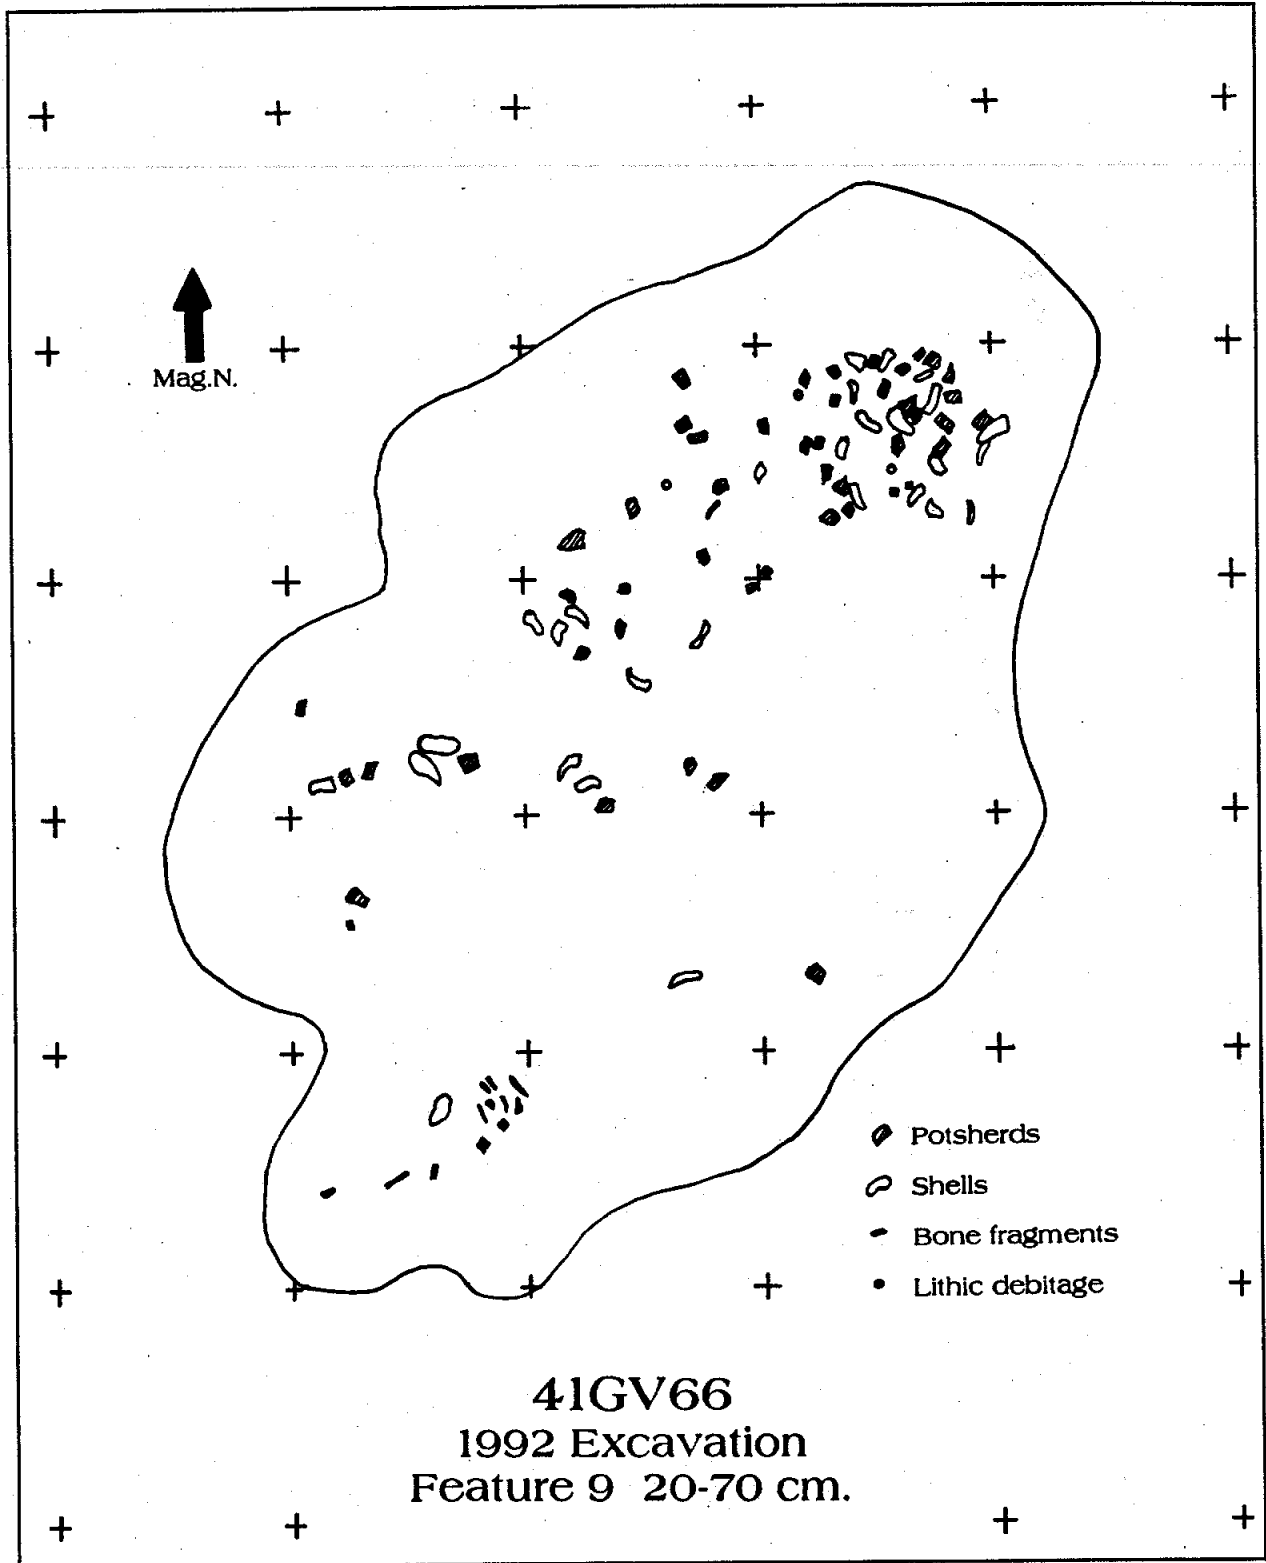 Mag.N.
Potsherds
Shells
Bone fragments
Lithic debitage
41GV66
1992 Excavation
Feature 9 20-70 cm.